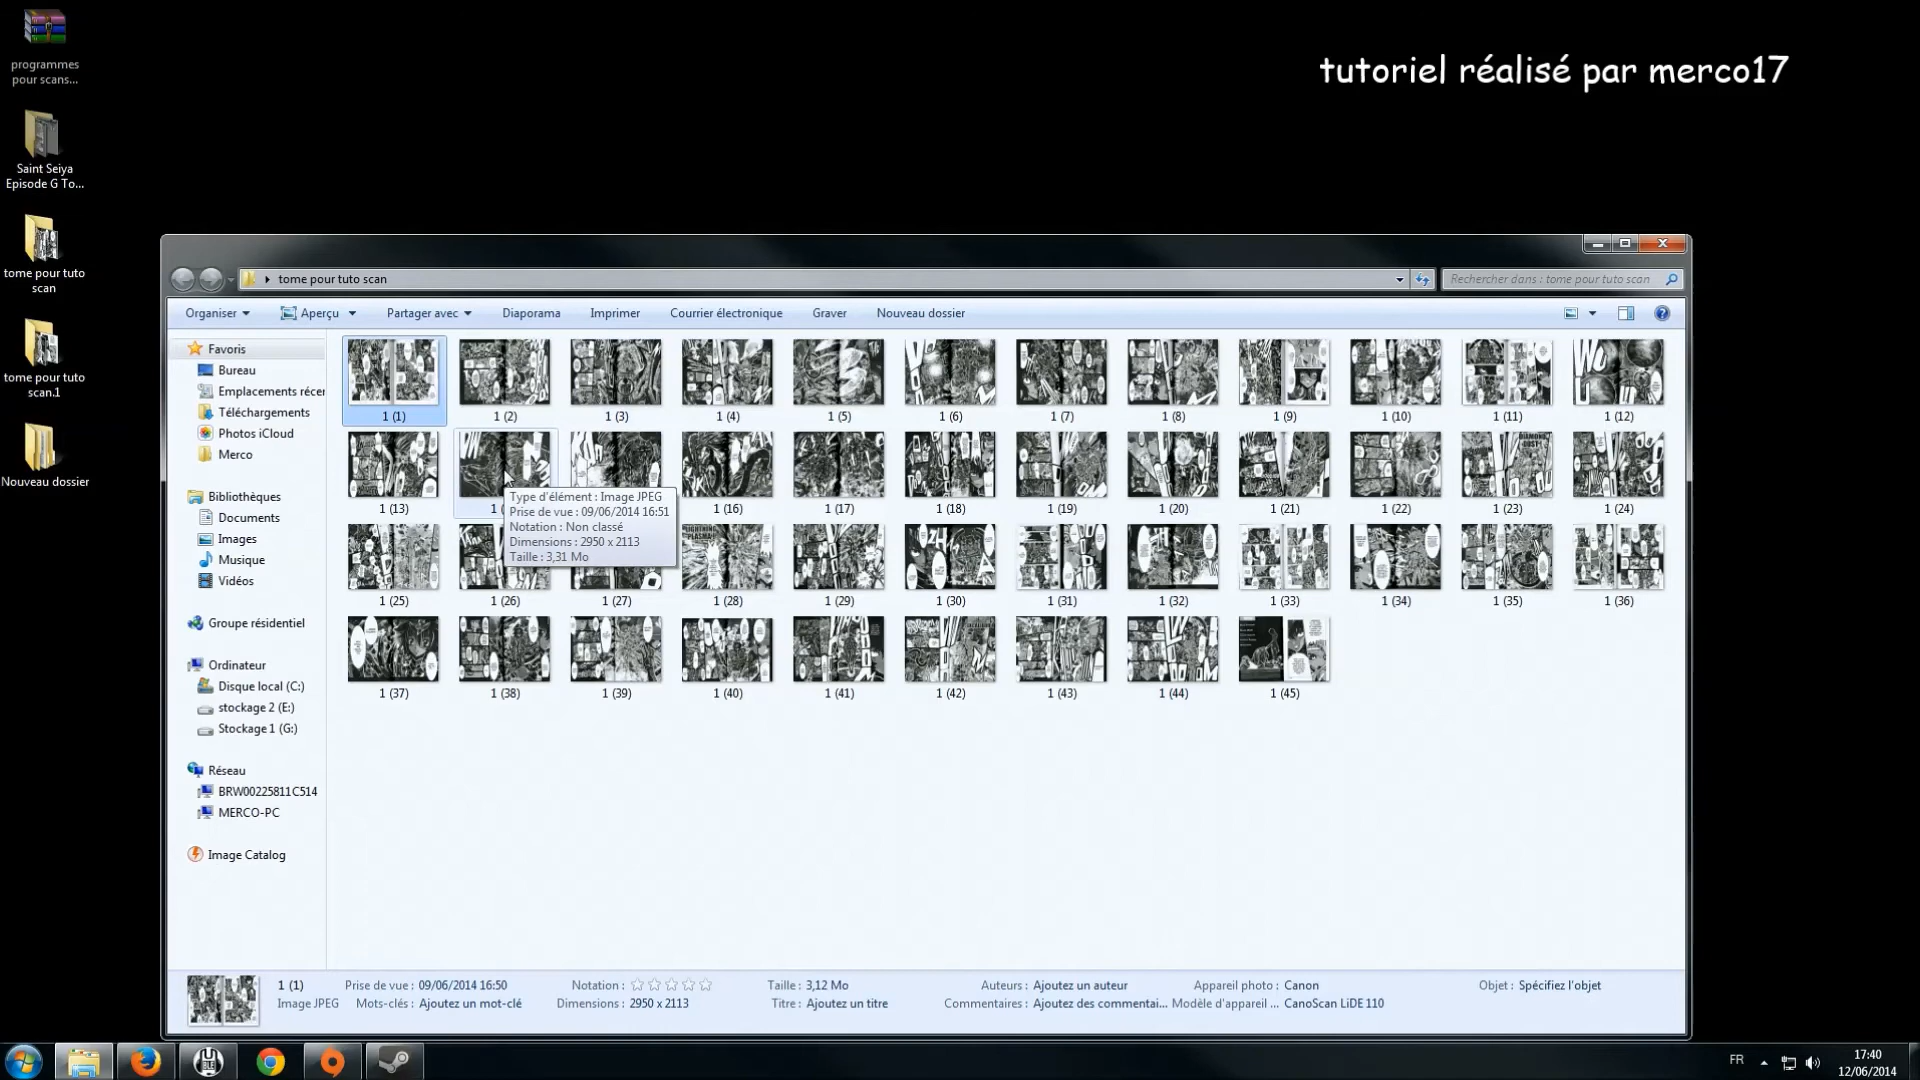 programmes
pour scans...
Saint Seiya
Episode G To...
tome pour tuto
scan
tome pour tuto
scan.1
Nouveau dossier
tutoriel réalisé par merco17
tome pour tuto scan
Rechercher dans : tome pour tuto scan
Organiser
Aperçu
Partager avec
Diaporama
Imprimer
Courrier électronique
Graver
Nouveau dossier
Favoris
Bureau
Emplacements récen
Téléchargements
Photos iCloud
Merco
Bibliothèques
Documents
Images
Musique
Vidéos
Groupe résidentiel
Ordinateur
Disque local (C:)
stockage 2 (E:)
Stockage 1 (G:)
Réseau
BRW00225811C514
MERCO-PC
Image Catalog
1 (1) 1 (2) 1 (3) 1 (4) 1 (5) 1 (6) 1 (7) 1 (8) 1 (9) 1 (10) 1 (11) 1 (12)
1 (13) 1 ( 1 (16) 1 (17) 1 (18) 1 (19) 1 (20) 1 (21) 1 (22) 1 (23) 1 (24)
Type d'élément : Image JPEG
Prise de vue : 09/06/2014 16:51
Notation : Non classé
Dimensions : 2950 x 2113
Taille : 3,31 Mo
1 (25) 1 (26) 1 (27) 1 (28) 1 (29) 1 (30) 1 (31) 1 (32) 1 (33) 1 (34) 1 (35) 1 (36)
1 (37) 1 (38) 1 (39) 1 (40) 1 (41) 1 (42) 1 (43) 1 (44) 1 (45)
1 (1) Prise de vue : 09/06/2014 16:50 Notation : Taille : 3,12 Mo Auteurs : Ajoutez un auteur Appareil photo : Canon Objet : Spécifiez l'objet
Image JPEG Mots-clés : Ajoutez un mot-clé Dimensions : 2950 x 2113 Titre : Ajoutez un titre Commentaires : Ajoutez des commentai... Modèle d'appareil ... CanoScan LiDE 110
FR
17:40
12/06/2014